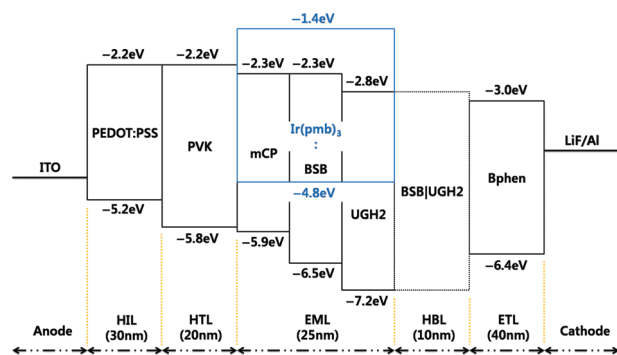 −1.4eV
−2.2eV
−2.2eV
−2.3eV
−2.3eV
−2.8eV
−3.0eV
PEDOT:PSS
PVK
mCP
Ir(pmb)3
:
BSB
UGH2
BSB|UGH2
Bphen
LiF/Al
ITO
−4.8eV
−5.2eV
−5.8eV
−5.9eV
−6.5eV
−7.2eV
−6.4eV
Anode
HIL
(30nm)
HTL
(20nm)
EML
(25nm)
HBL
(10nm)
ETL
(40nm)
Cathode